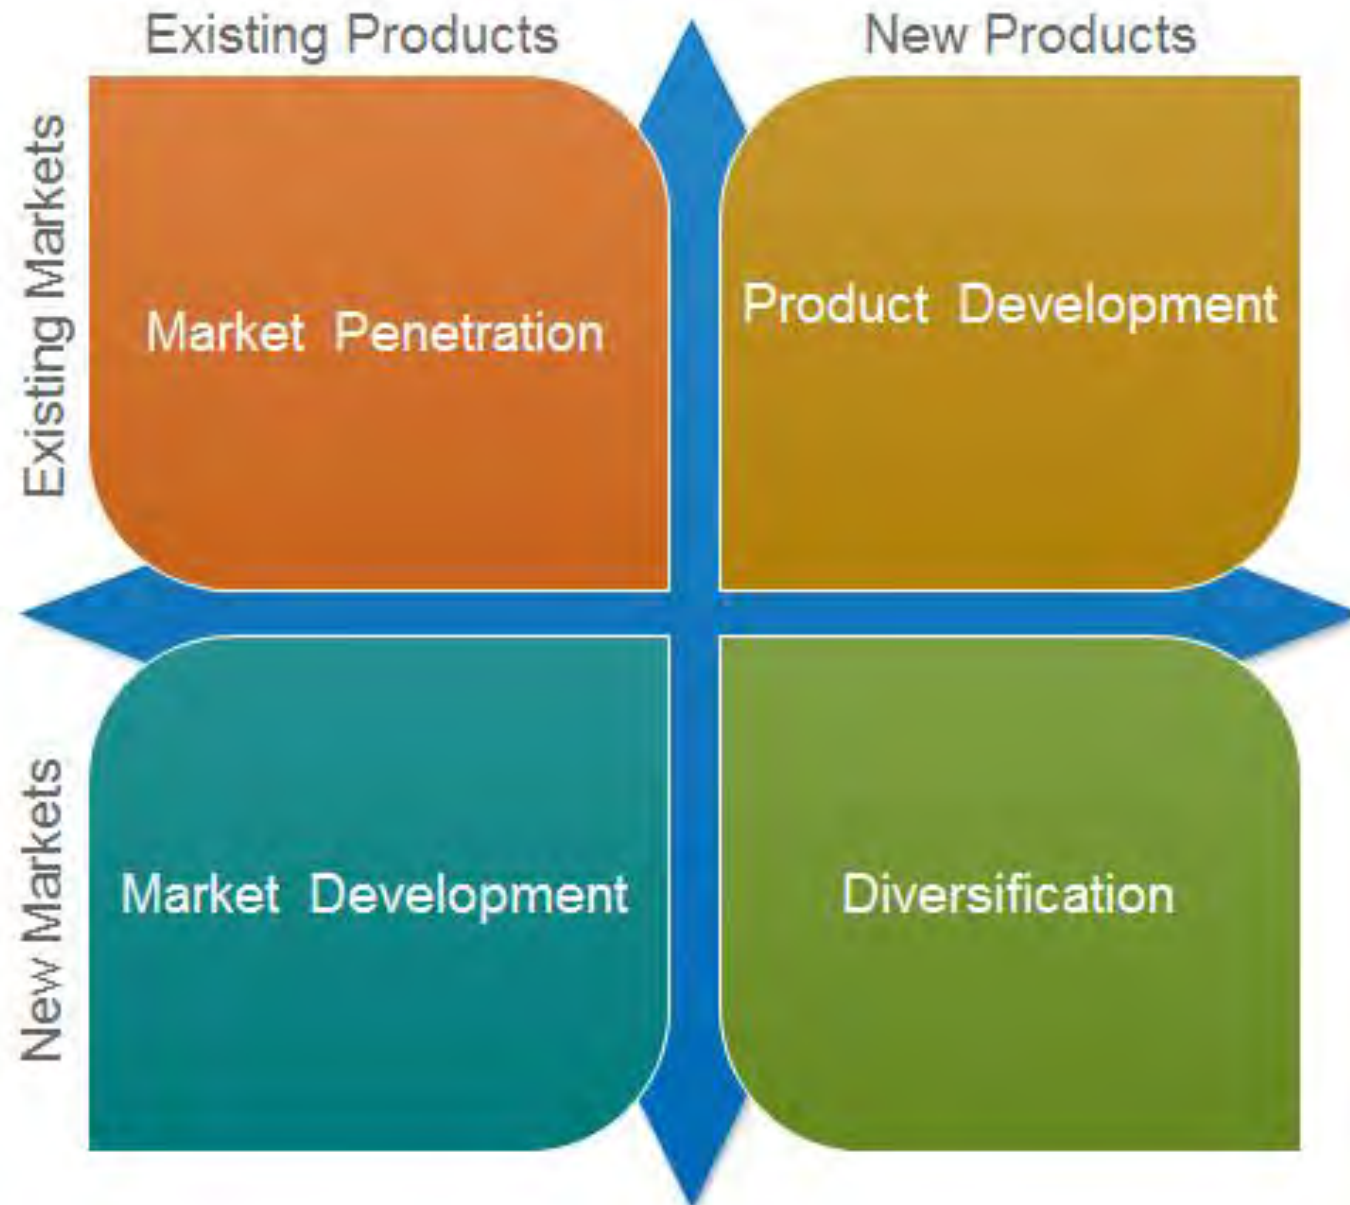 Existing Products
New Products
Existing Markets
Market Penetration
Product Development
New Markets
Market Development
Diversification